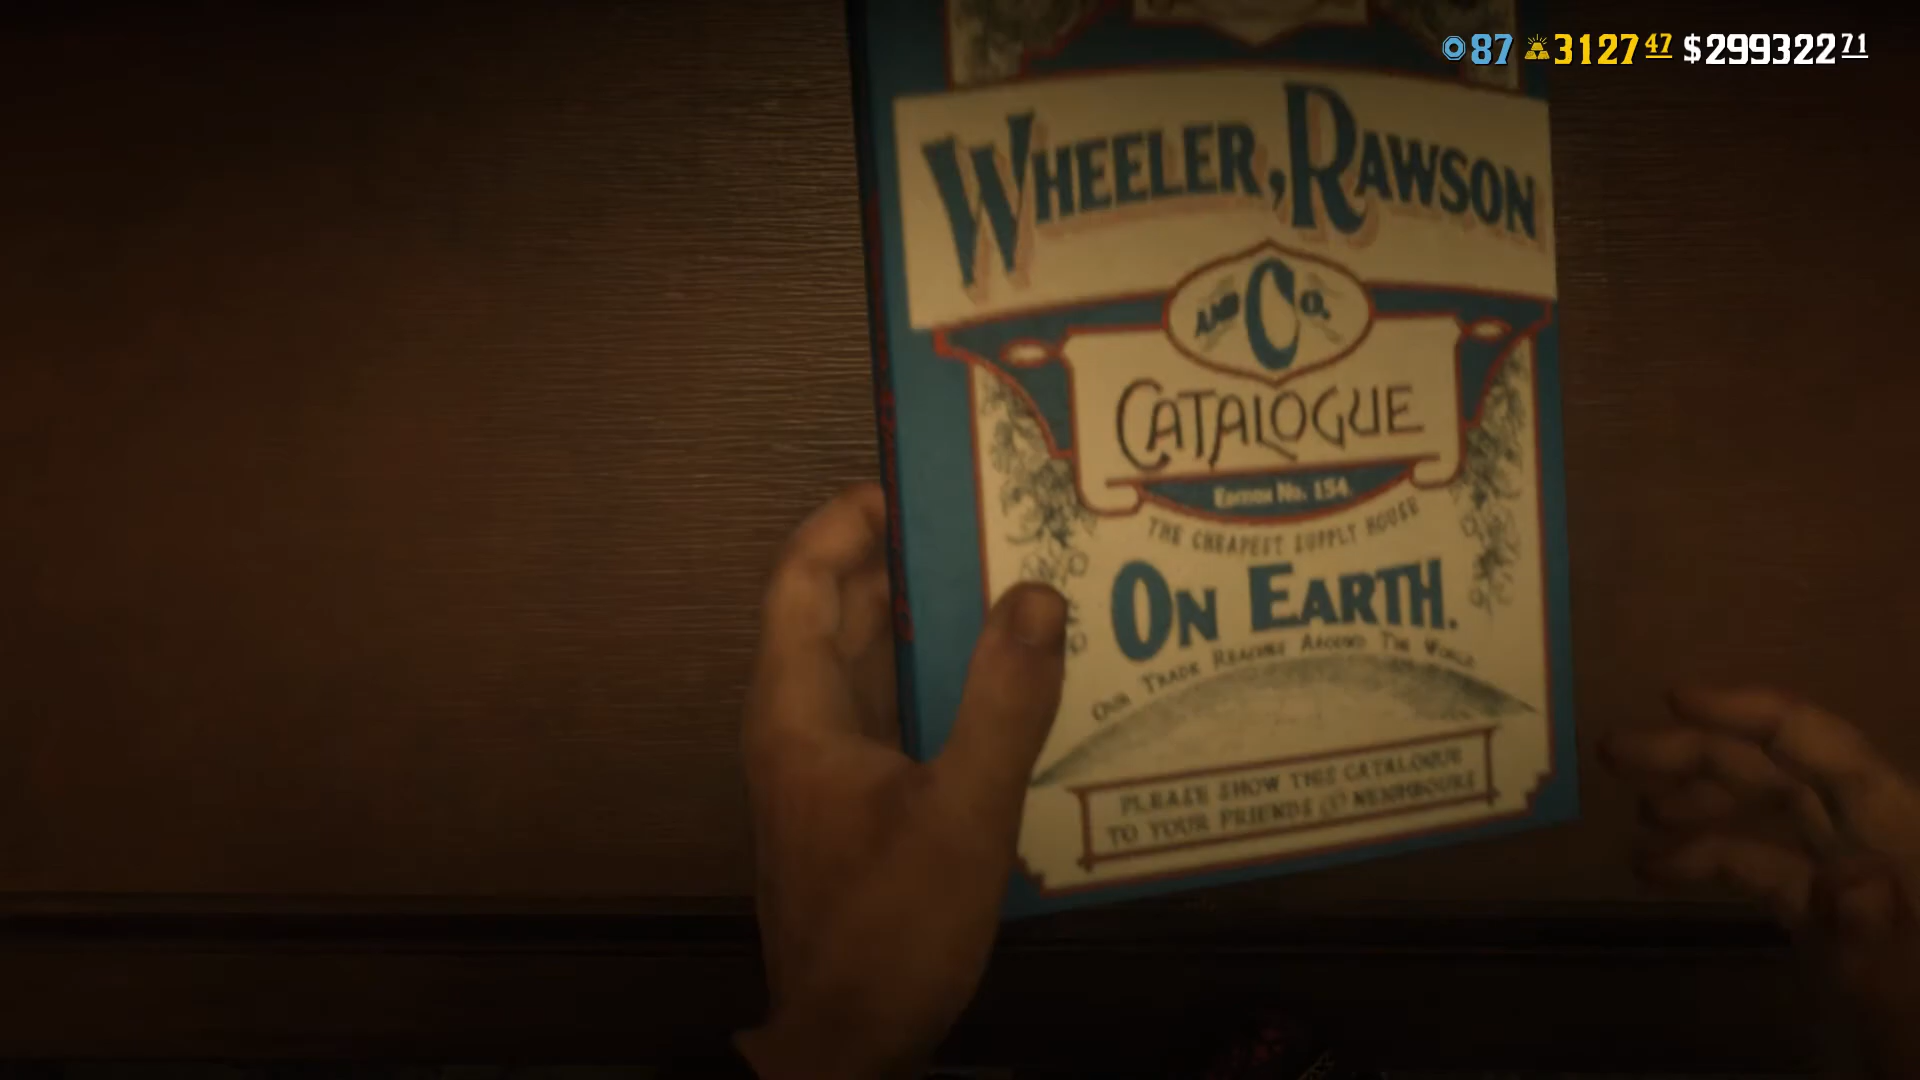 87 3127 47 $299322 71
WHEELER, RAWSON
AND CO.
CATALOGUE
EDITION No. 154
THE CHEAPEST SUPPLY HOUSE
ON EARTH.
OUR TRADE REACHES AROUND THE WORLD
PLEASE SHOW THIS CATALOGUE
TO YOUR FRIENDS & NEIGHBOURS